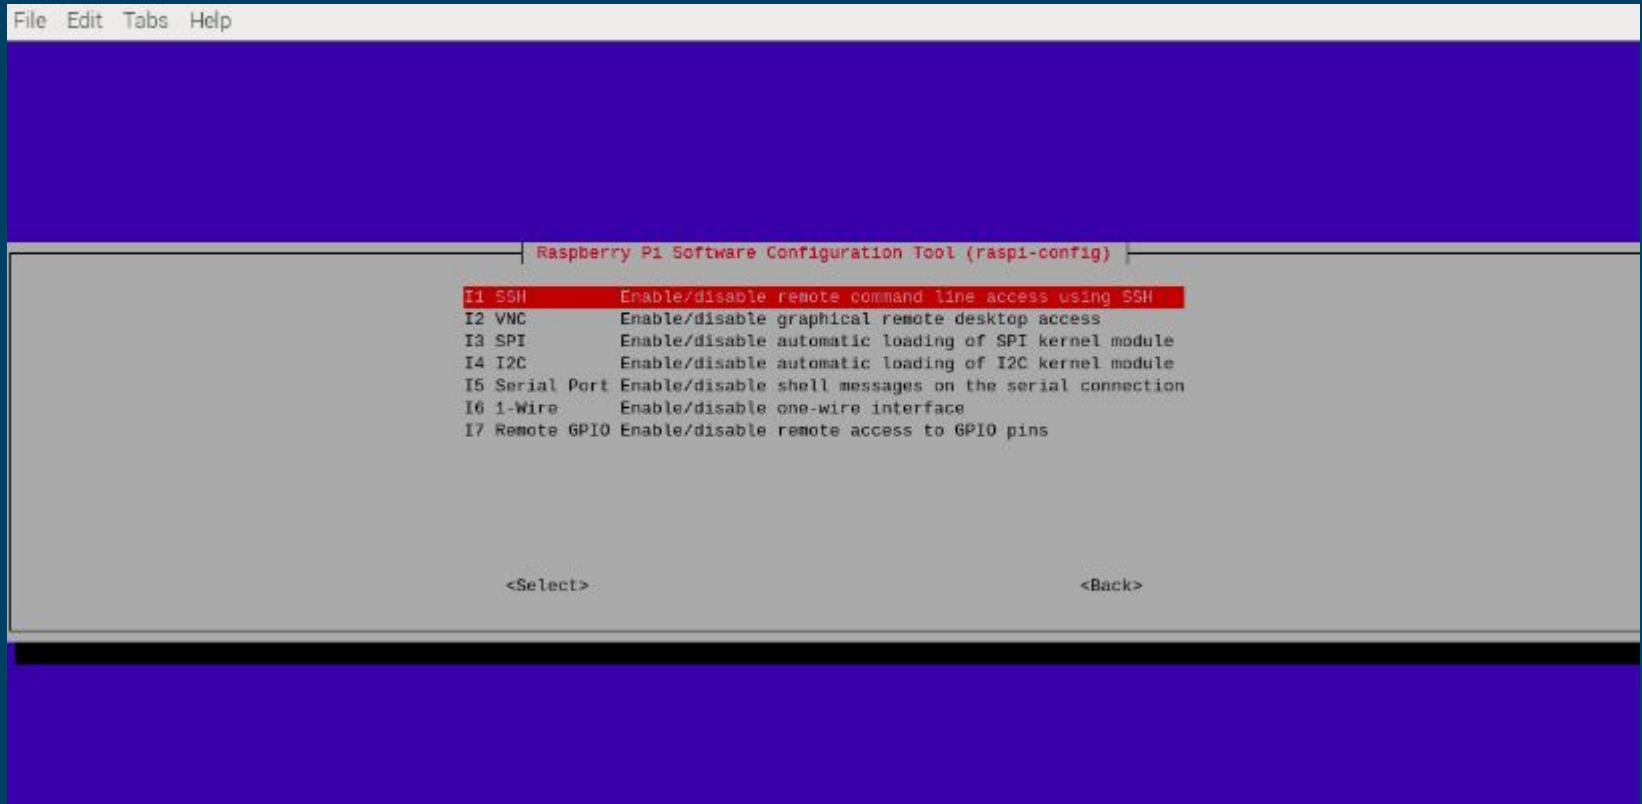 File Edit Tabs Help
Raspberry Pi Software Configuration Tool (raspi-config)
I1 SSH Enable/disable remote command line access using SSH
I2 VNC Enable/disable graphical remote desktop access
I3 SPI Enable/disable automatic loading of SPI kernel module
I4 I2C Enable/disable automatic loading of I2C kernel module
I5 Serial Port Enable/disable shell messages on the serial connection
I6 1-Wire Enable/disable one-wire interface
I7 Remote GPIO Enable/disable remote access to GPIO pins
<Select> <Back>